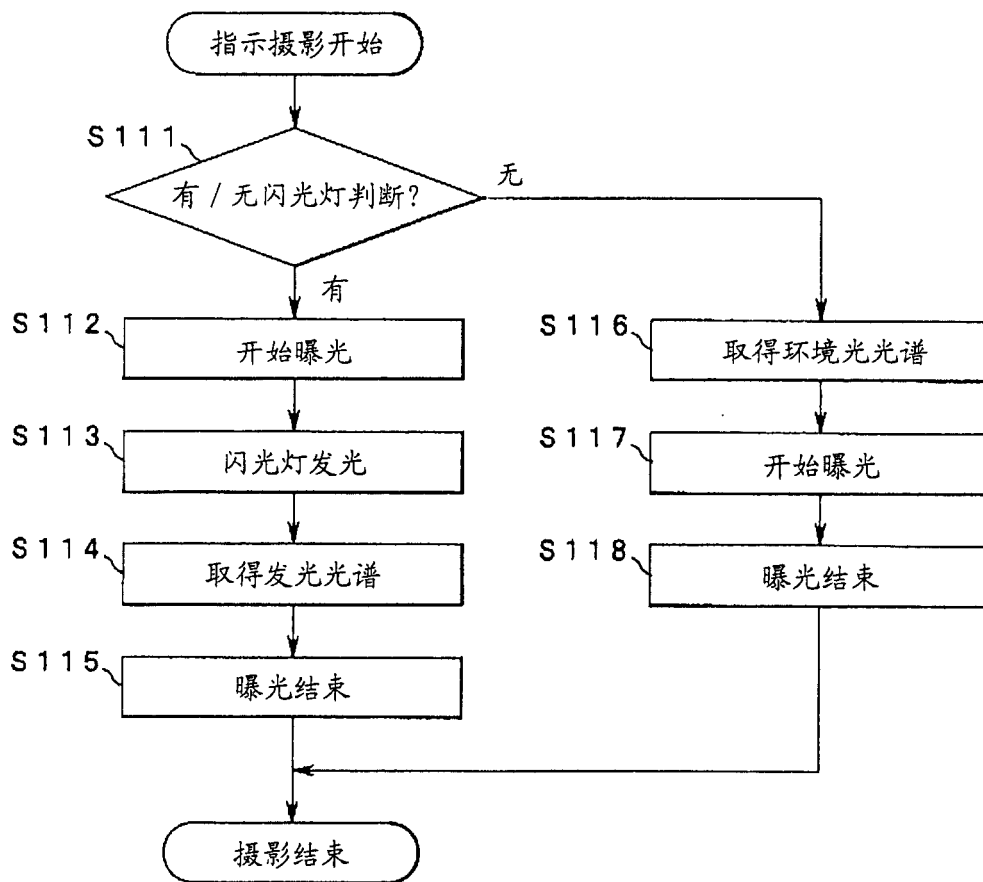 指示摄影开始
S111
有/无闪光灯判断?
无
有
S112
开始曝光
S113
闪光灯发光
S114
取得发光光谱
S115
曝光结束
S116
取得环境光光谱
S117
开始曝光
S118
曝光结束
摄影结束